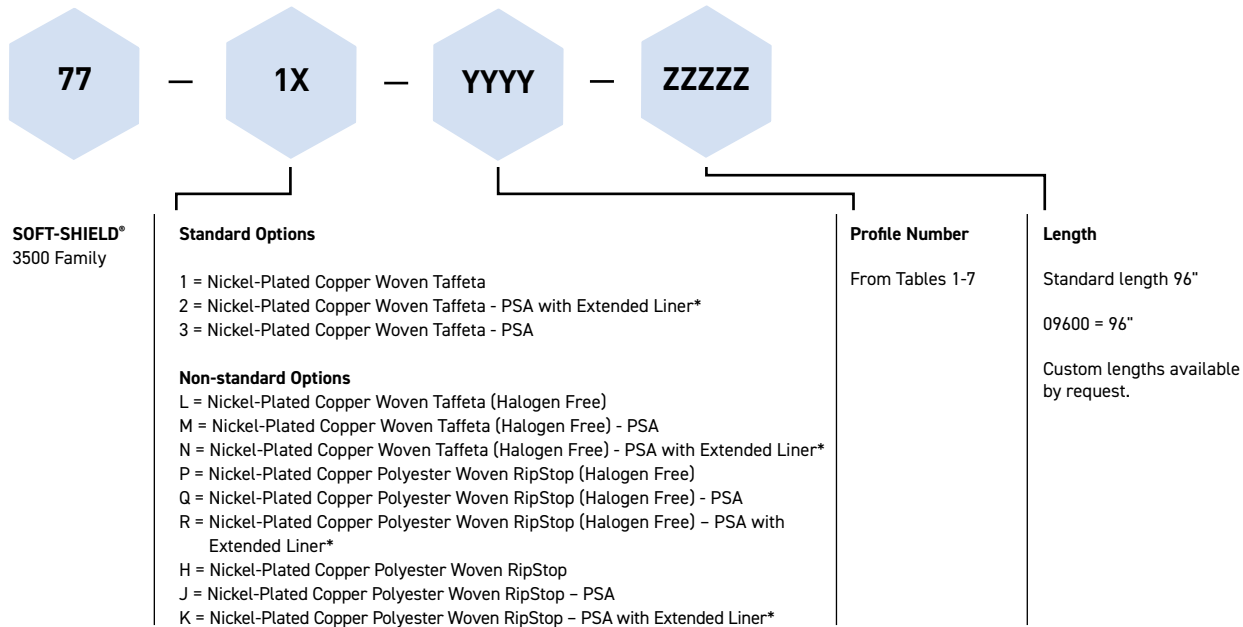 77 — 1X — YYYY — ZZZZZ
SOFT-SHIELD®
3500 Family
Standard Options
1 = Nickel-Plated Copper Woven Taffeta
2 = Nickel-Plated Copper Woven Taffeta - PSA with Extended Liner*
3 = Nickel-Plated Copper Woven Taffeta - PSA
Non-standard Options
L = Nickel-Plated Copper Woven Taffeta (Halogen Free)
M = Nickel-Plated Copper Woven Taffeta (Halogen Free) - PSA
N = Nickel-Plated Copper Woven Taffeta (Halogen Free) - PSA with Extended Liner*
P = Nickel-Plated Copper Polyester Woven RipStop (Halogen Free)
Q = Nickel-Plated Copper Polyester Woven RipStop (Halogen Free) - PSA
R = Nickel-Plated Copper Polyester Woven RipStop (Halogen Free) – PSA with
Extended Liner*
H = Nickel-Plated Copper Polyester Woven RipStop
J = Nickel-Plated Copper Polyester Woven RipStop – PSA
K = Nickel-Plated Copper Polyester Woven RipStop – PSA with Extended Liner*
Profile Number
From Tables 1-7
Length
Standard length 96"
09600 = 96"
Custom lengths available
by request.